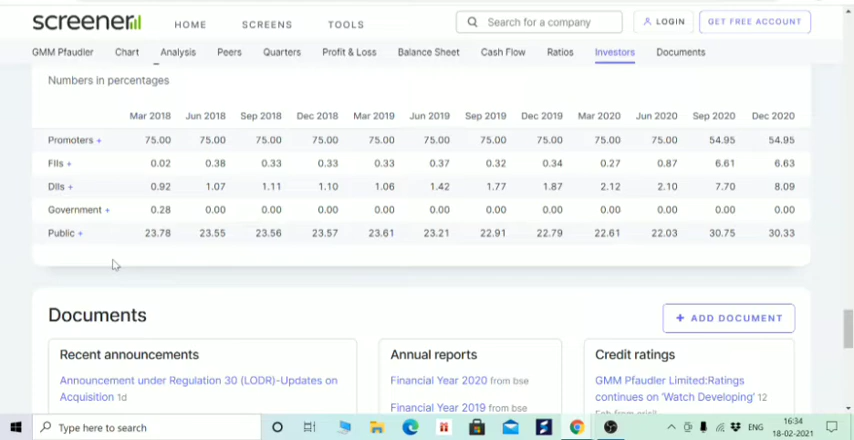 screener
HOME SCREENS TOOLS
Search for a company
LOGIN
GET FREE ACCOUNT
GMM Pfaudler Chart Analysis Peers Quarters Profit & Loss Balance Sheet Cash Flow Ratios Investors Documents
Numbers in percentages
Mar 2018 Jun 2018 Sep 2018 Dec 2018 Mar 2019 Jun 2019 Sep 2019 Dec 2019 Mar 2020 Jun 2020 Sep 2020 Dec 2020
Promoters + 75.00 75.00 75.00 75.00 75.00 75.00 75.00 75.00 75.00 75.00 54.95 54.95
FIIs + 0.02 0.38 0.33 0.33 0.33 0.37 0.32 0.34 0.27 0.87 6.61 6.63
DIIs + 0.92 1.07 1.11 1.10 1.06 1.42 1.77 1.87 2.12 2.10 7.70 8.09
Government + 0.28 0.00 0.00 0.00 0.00 0.00 0.00 0.00 0.00 0.00 0.00 0.00
Public + 23.78 23.55 23.56 23.57 23.61 23.21 22.91 22.79 22.61 22.03 30.75 30.33
Documents
+ ADD DOCUMENT
Recent announcements
Announcement under Regulation 30 (LODR)-Updates on
Acquisition 1d
Annual reports
Financial Year 2020 from bse
Financial Year 2019 from bse
Credit ratings
GMM Pfaudler Limited:Ratings
continues on 'Watch Developing' 12
Type here to search
ENG
16:34
18-02-2021